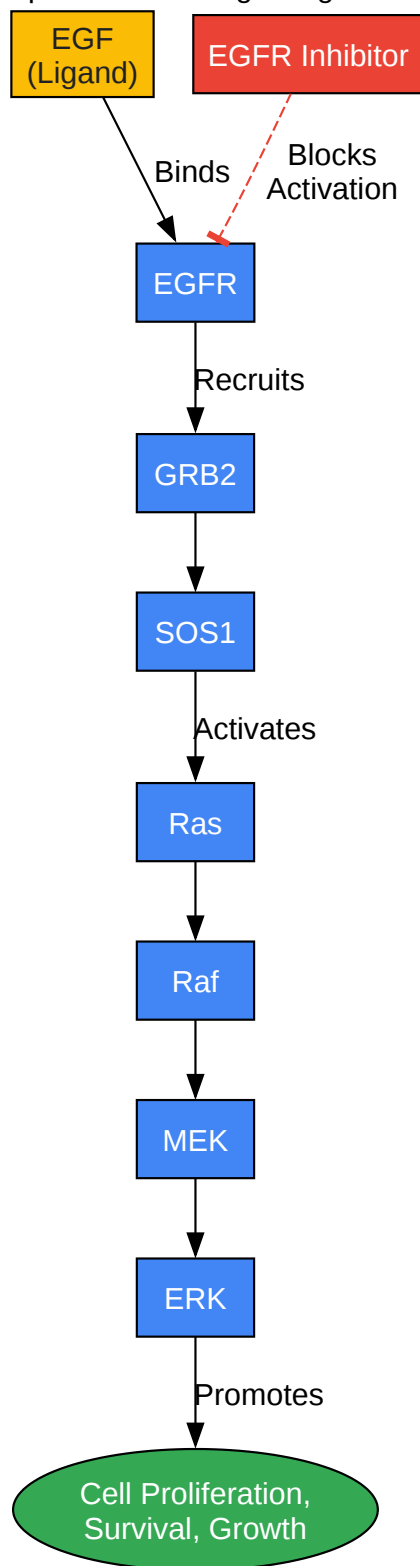 EGF
(Ligand)
EGFR Inhibitor
Binds
Blocks
Activation
EGFR
Recruits
GRB2
SOS1
Activates
Ras
Raf
MEK
ERK
Promotes
Cell Proliferation,
Survival, Growth